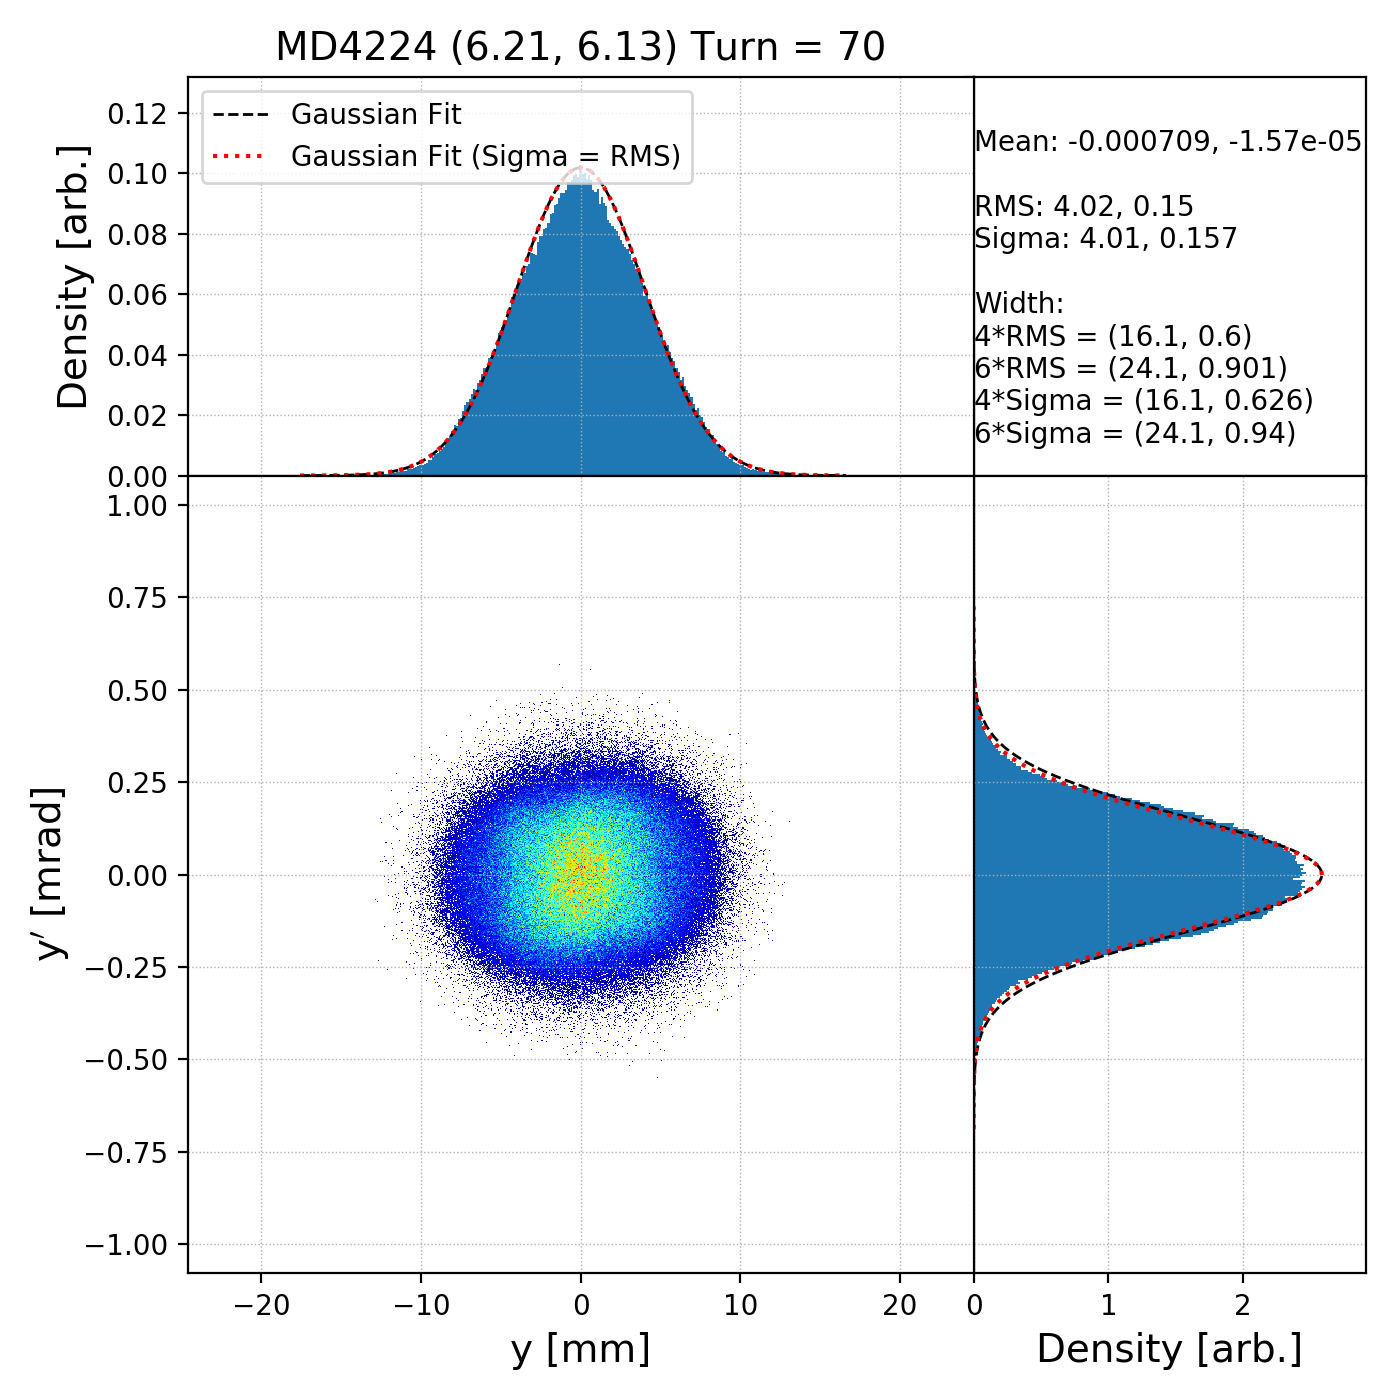 MD4224 (6.21, 6.13) Turn = 70
Gaussian Fit
Gaussian Fit (Sigma = RMS)
Density [arb.]
0.12
0.10
0.08
0.06
0.04
0.02
0.00
Mean: -0.000709, -1.57e-05
RMS: 4.02, 0.15
Sigma: 4.01, 0.157
Width:
4*RMS = (16.1, 0.6)
6*RMS = (24.1, 0.901)
4*Sigma = (16.1, 0.626)
6*Sigma = (24.1, 0.94)
y′ [mrad]
1.00
0.75
0.50
0.25
0.00
−0.25
−0.50
−0.75
−1.00
−20 −10 0 10 20
y [mm]
0 1 2
Density [arb.]